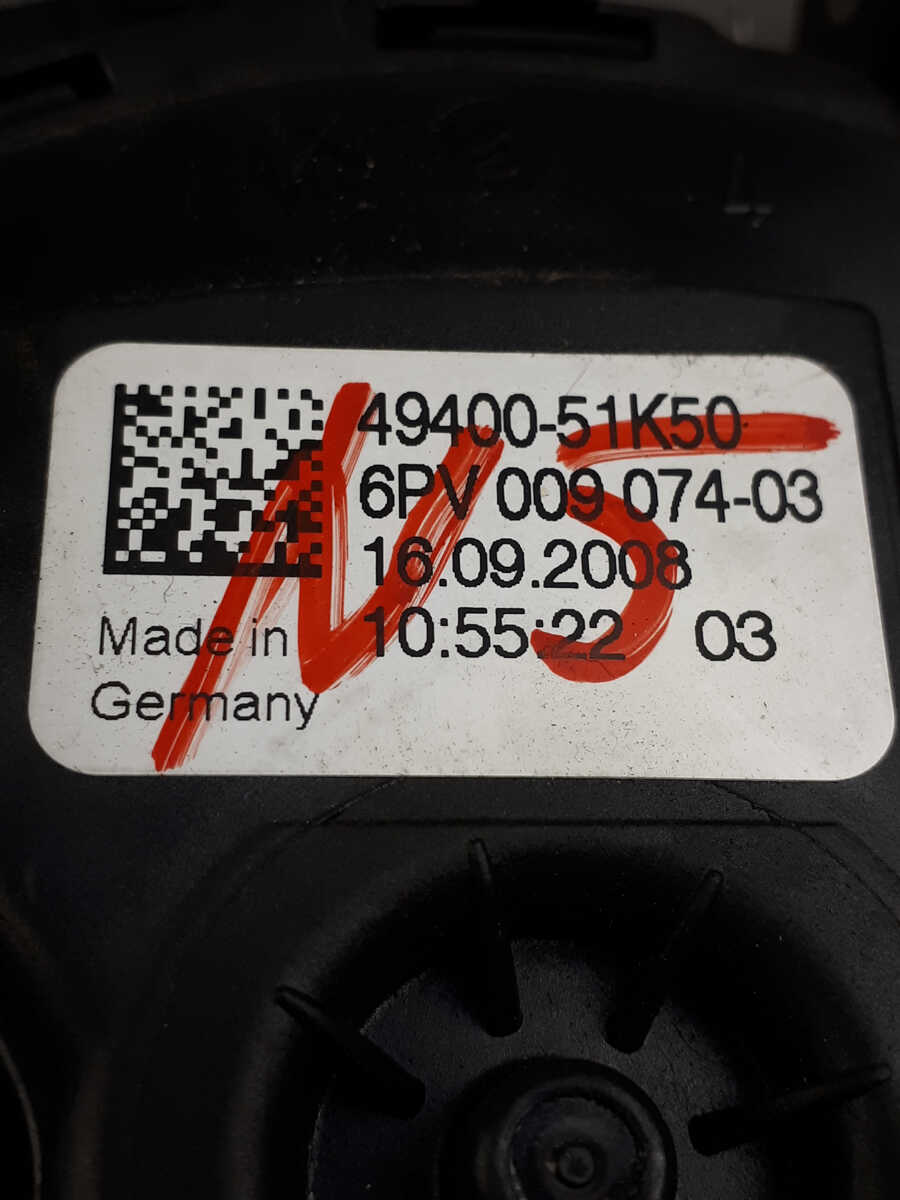 49400-51K50
6PV 009 074-03
16.09.2008
10:55:22 03
Made in
Germany
N5